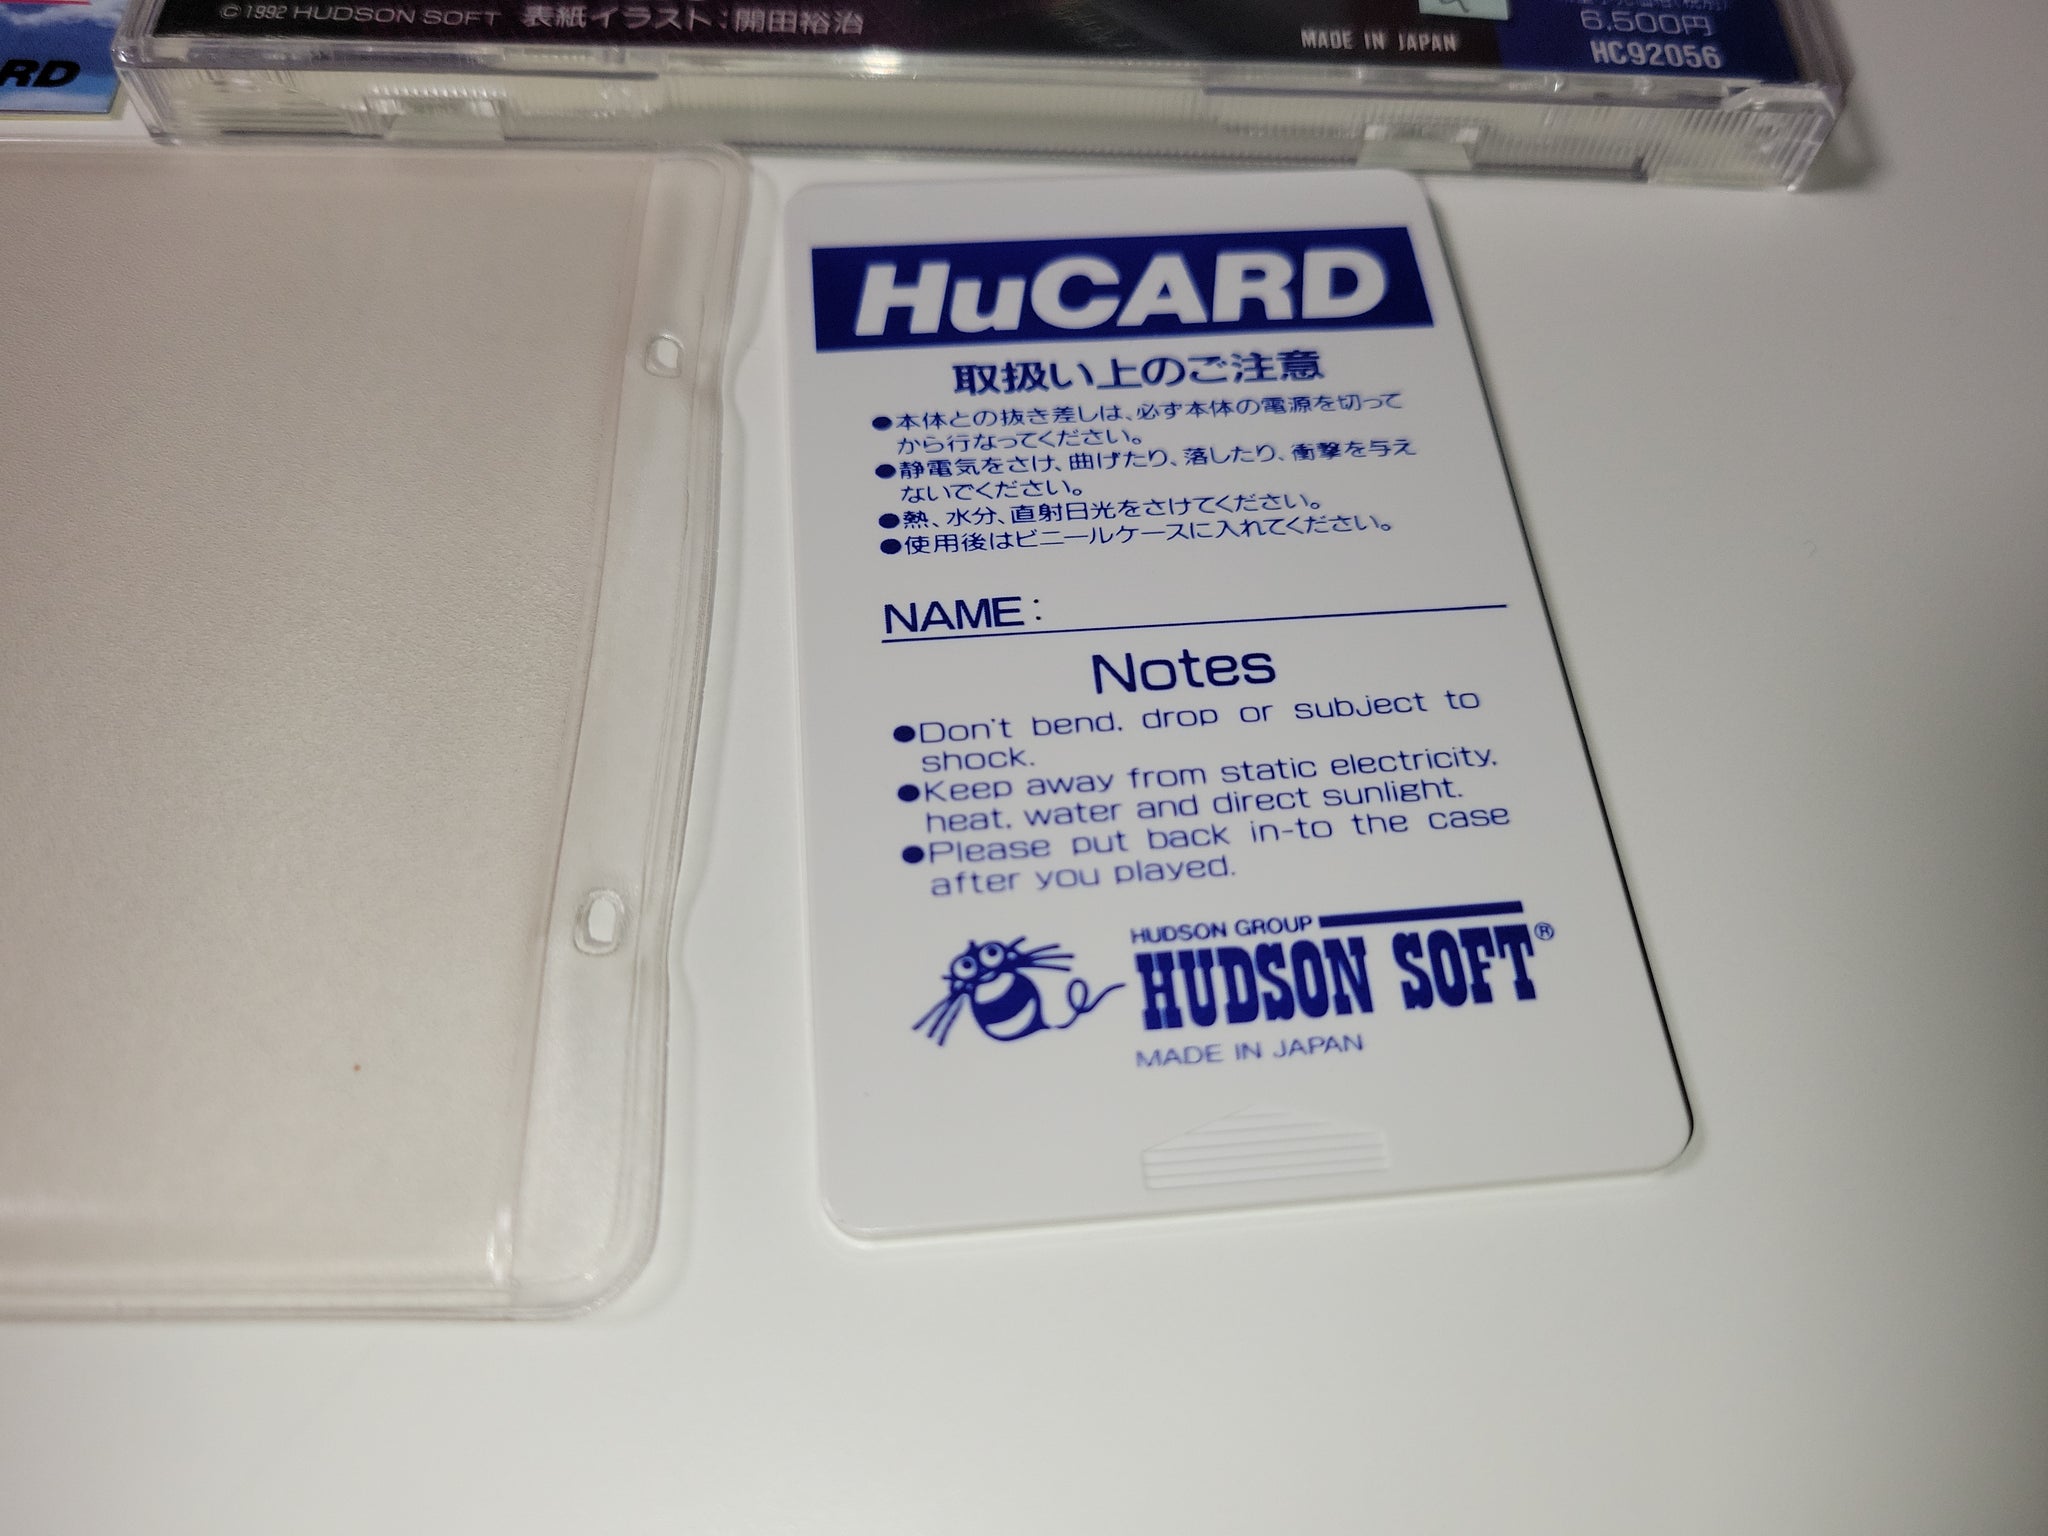 ©1992 HUDSON SOFT 表紙イラスト:開田裕治
MADE IN JAPAN
6,500円
HC92056
RD
HuCARD
取扱い上のご注意
●本体との抜き差しは、必ず本体の電源を切って
から行なってください。
●静電気をさけ、曲げたり、落したり、衝撃を与え
ないでください。
●熱、水分、直射日光をさけてください。
●使用後はビニールケースに入れてください。
NAME:
Notes
●Don't bend. drop or subject to
shock.
●Keep away from static electricity.
heat. water and direct sunlight.
●Please put back in-to the case
after you played.
HUDSON GROUP
HUDSON SOFT®
MADE IN JAPAN